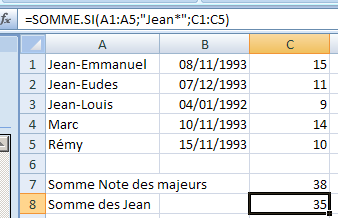 =SOMME.SI(A1:A5;"Jean*";C1:C5)
A B C
1 Jean-Emmanuel 08/11/1993 15
2 Jean-Eudes 07/12/1993 11
3 Jean-Louis 04/01/1992 9
4 Marc 10/11/1993 14
5 Rémy 15/11/1993 10
6
7 Somme Note des majeurs 38
8 Somme des Jean 35